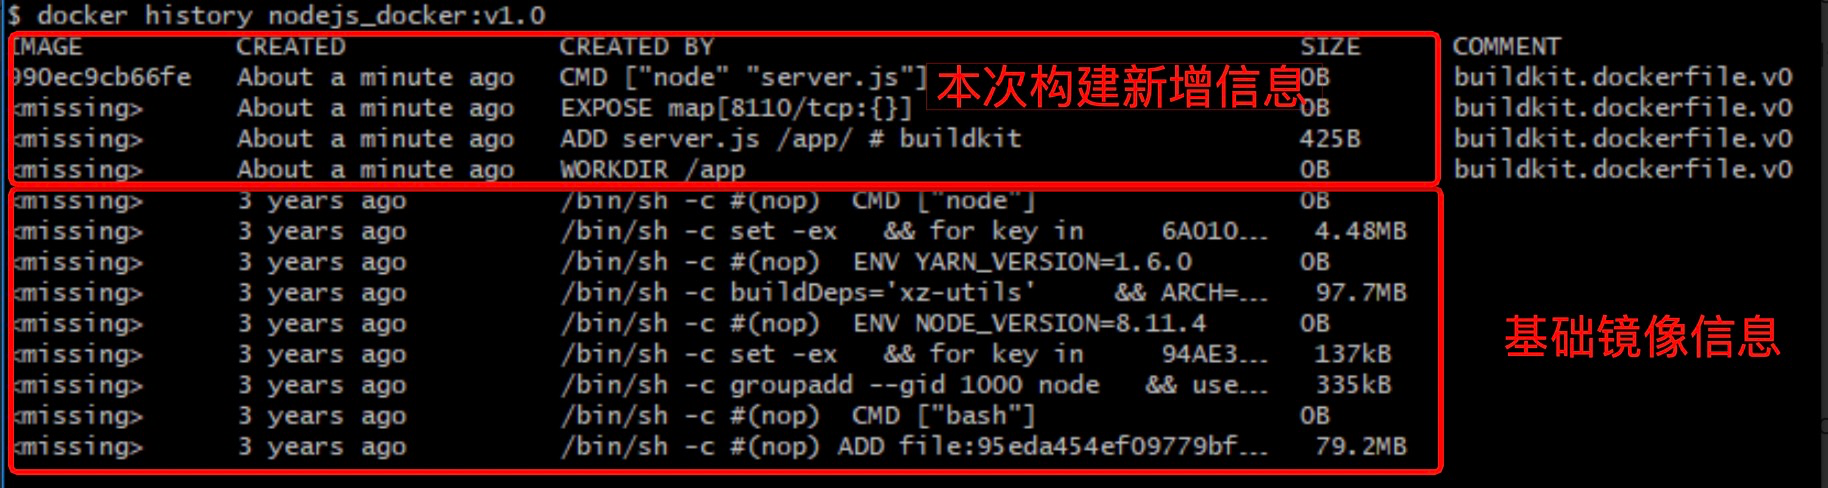 $ docker history nodejs_docker:v1.0
IMAGE CREATED CREATED BY SIZE COMMENT
990ec9cb66fe About a minute ago CMD ["node" "server.js"] 本次构建新增信息 0B buildkit.dockerfile.v0
<missing> About a minute ago EXPOSE map[8110/tcp:{}] 0B buildkit.dockerfile.v0
<missing> About a minute ago ADD server.js /app/ # buildkit 425B buildkit.dockerfile.v0
<missing> About a minute ago WORKDIR /app 0B buildkit.dockerfile.v0
<missing> 3 years ago /bin/sh -c #(nop) CMD ["node"] 0B
<missing> 3 years ago /bin/sh -c set -ex && for key in 6A010... 4.48MB
<missing> 3 years ago /bin/sh -c #(nop) ENV YARN_VERSION=1.6.0 0B
<missing> 3 years ago /bin/sh -c buildDeps='xz-utils' && ARCH=... 97.7MB
<missing> 3 years ago /bin/sh -c #(nop) ENV NODE_VERSION=8.11.4 0B
基础镜像信息
<missing> 3 years ago /bin/sh -c set -ex && for key in 94AE3... 137kB
<missing> 3 years ago /bin/sh -c groupadd --gid 1000 node && use... 335kB
<missing> 3 years ago /bin/sh -c #(nop) CMD ["bash"] 0B
<missing> 3 years ago /bin/sh -c #(nop) ADD file:95eda454ef09779bf... 79.2MB